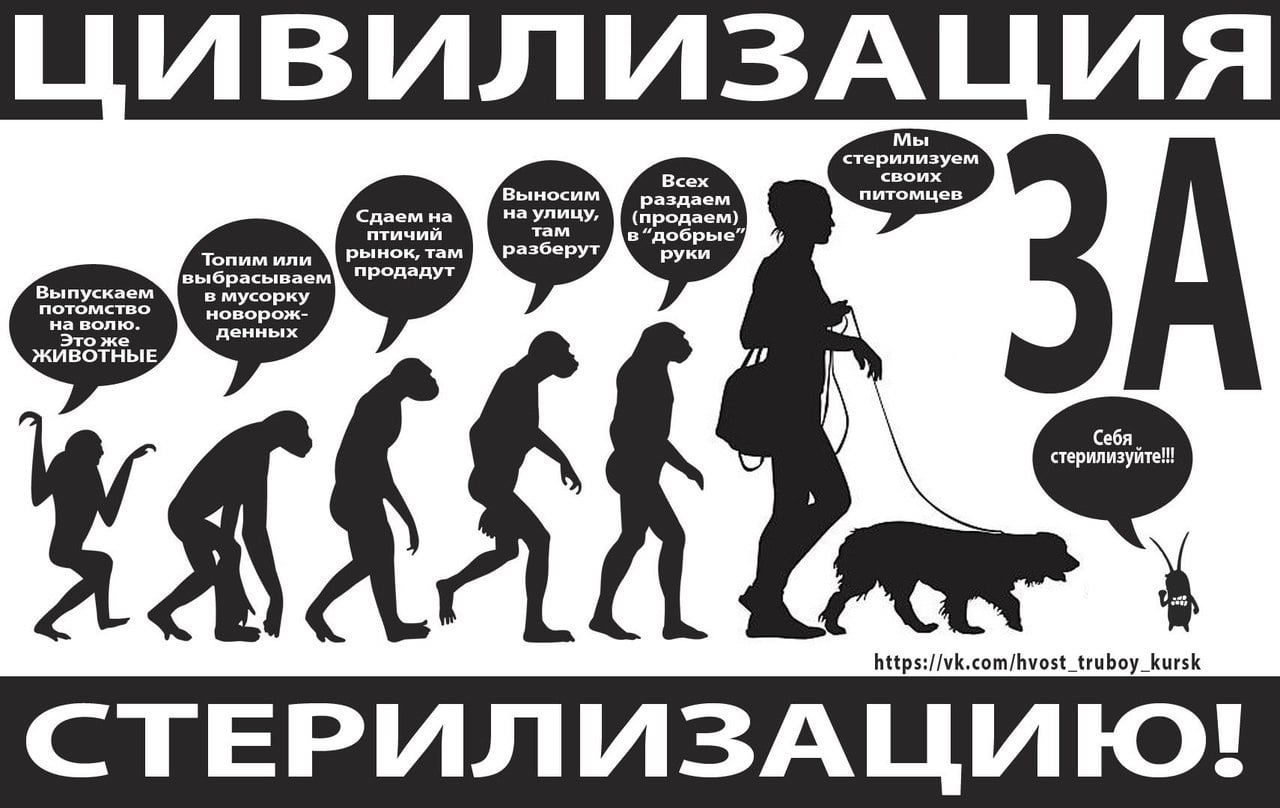 ЦИВИЛИЗАЦИЯ
ЗА
Выпускаем
потомство
на волю.
Это же
ЖИВОТНЫЕ
Топим или
выбрасываем
в мусорку
новорож-
денных
Сдаем на
птичий
рынок, там
продадут
Выносим
на улицу,
там
разберут
Всех
раздаем
(продаем)
в “добрые”
руки
Мы
стерилизуем
своих
питомцев
Себя
стерилизуйте!!!
https://vk.com/hvost_truboy_kursk
СТЕРИЛИЗАЦИЮ!